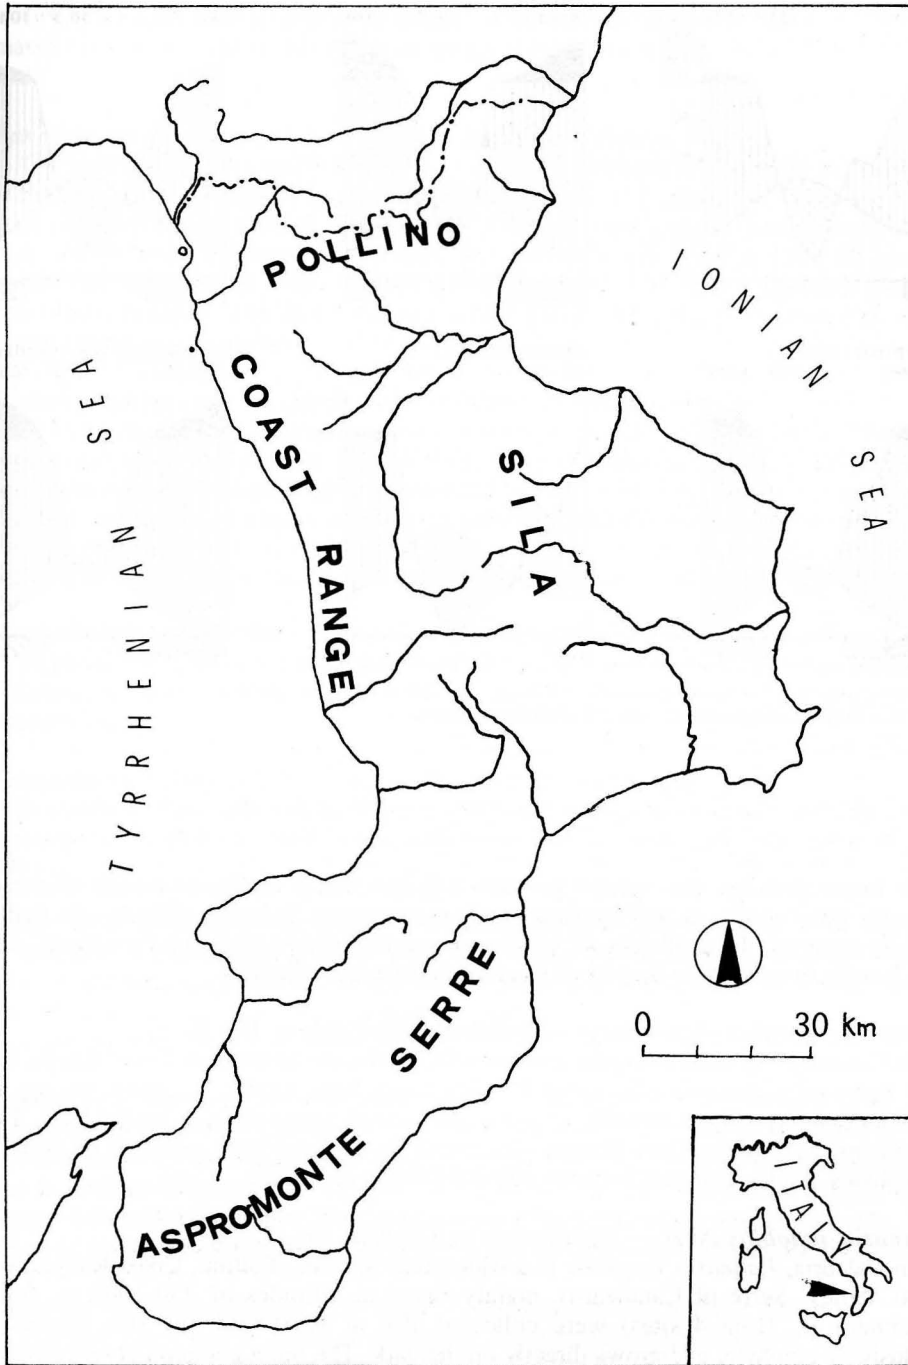 POLLINO
IONIAN SEA
COAST RANGE
TYRRHENIAN SEA
SILA
SERRE
0 30 km
ASPROMONTE
ITALY